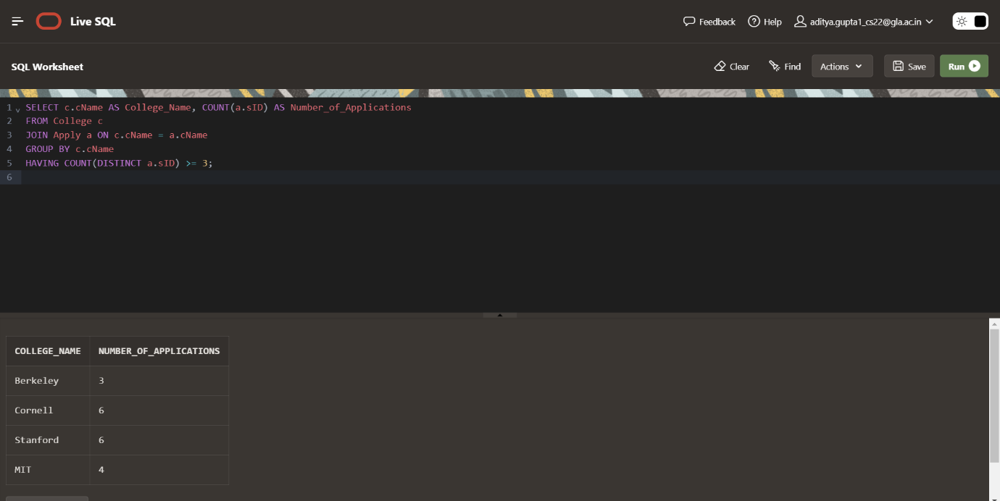 Live SQL
Feedback
Help
aditya.gupta1_cs22@gla.ac.in
SQL Worksheet
Clear
Find
Actions
Save
Run
1 SELECT c.cName AS College_Name, COUNT(a.sID) AS Number_of_Applications
2 FROM College c
3 JOIN Apply a ON c.cName = a.cName
4 GROUP BY c.cName
5 HAVING COUNT(DISTINCT a.sID) >= 3;
6
COLLEGE_NAME NUMBER_OF_APPLICATIONS
Berkeley 3
Cornell 6
Stanford 6
MIT 4